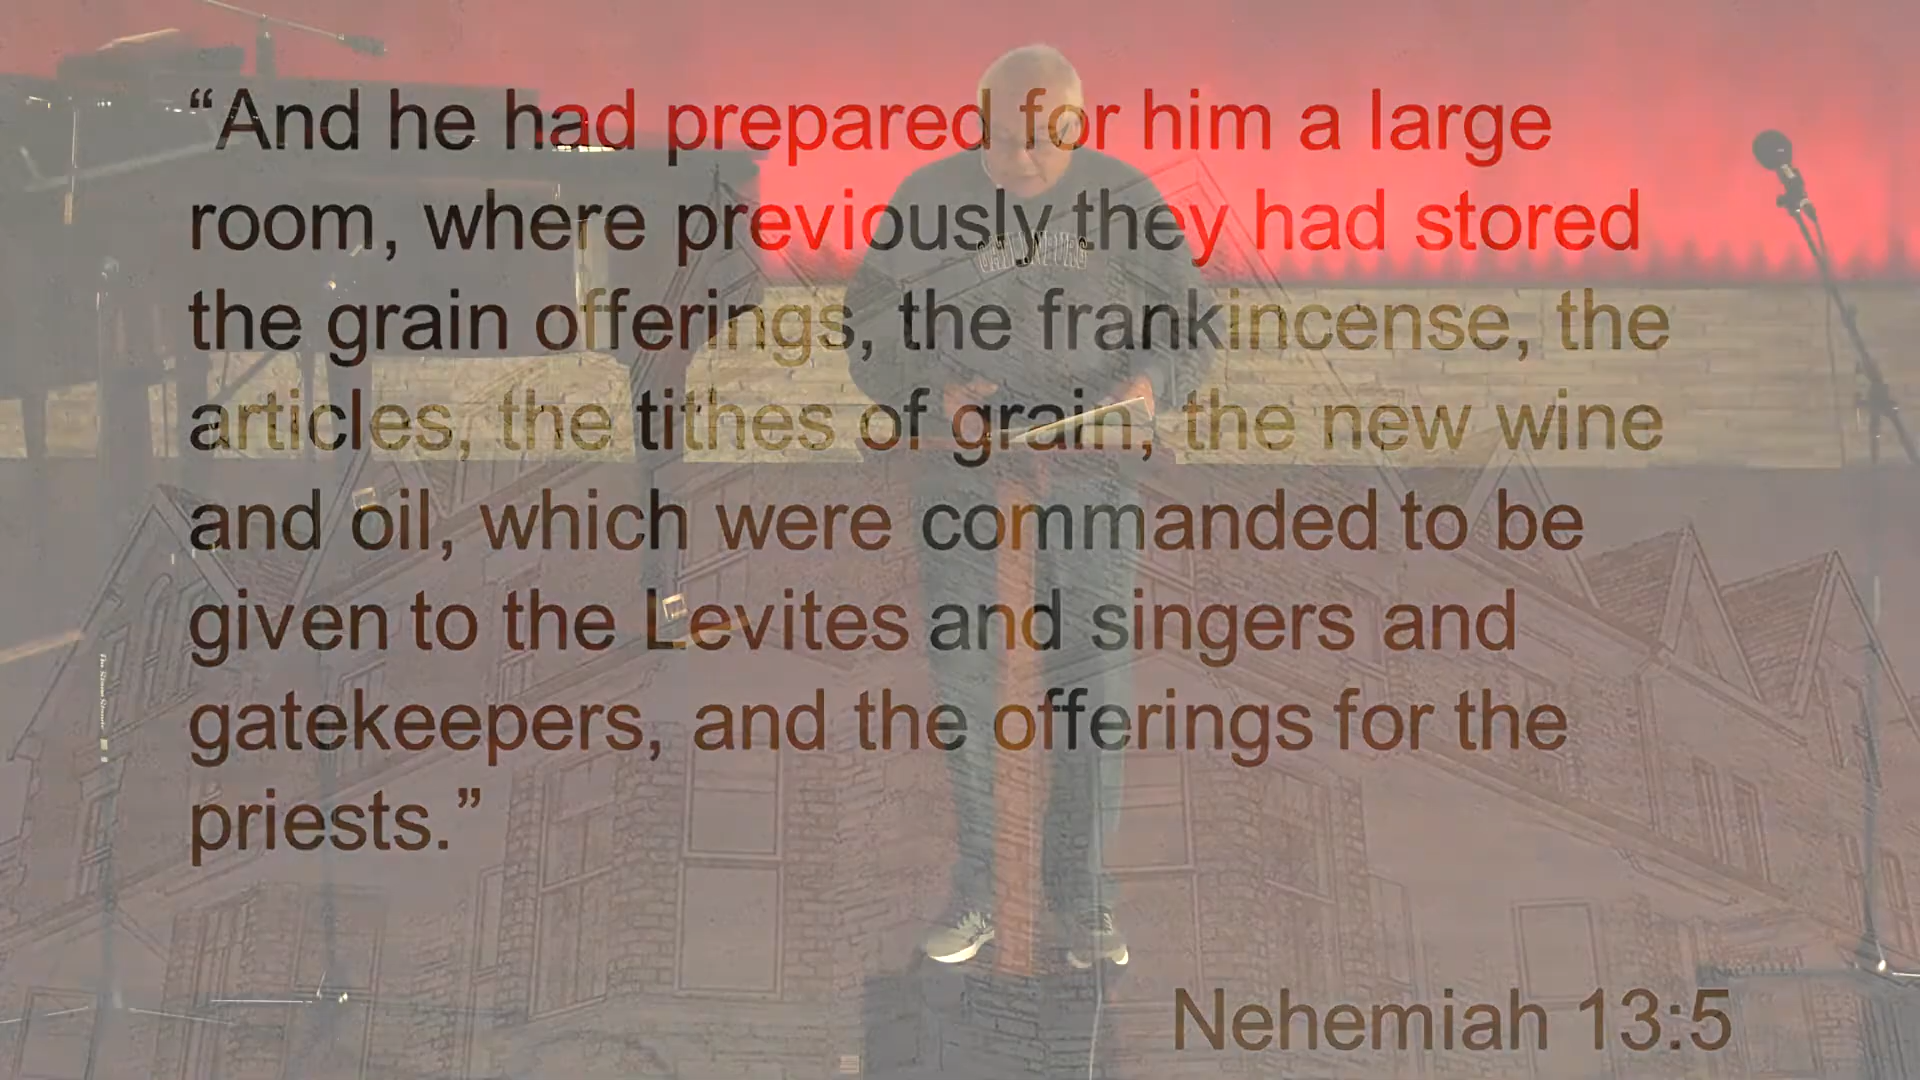 “And he had prepared for him a large
room, where previously they had stored
the grain offerings, the frankincense, the
articles, the tithes of grain, the new wine
and oil, which were commanded to be
given to the Levites and singers and
gatekeepers, and the offerings for the
priests.”
Nehemiah 13:5
GATLINBURG